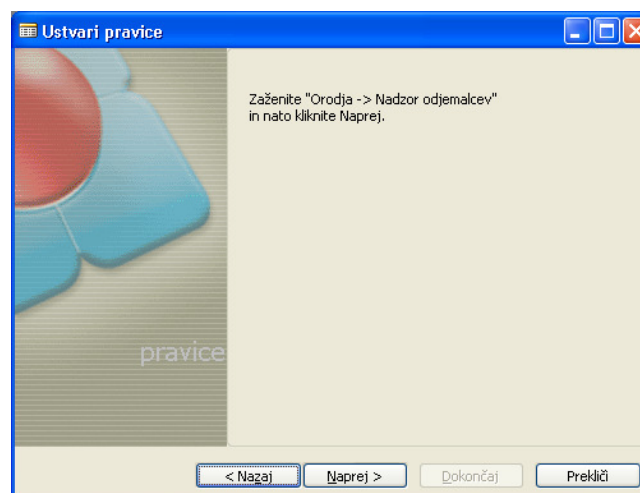 Ustvari pravice
Zaženite "Orodja -> Nadzor odjemalcev"
in nato kliknite Naprej.
pravice
< Nazaj
Naprej >
Dokončaj
Prekliči